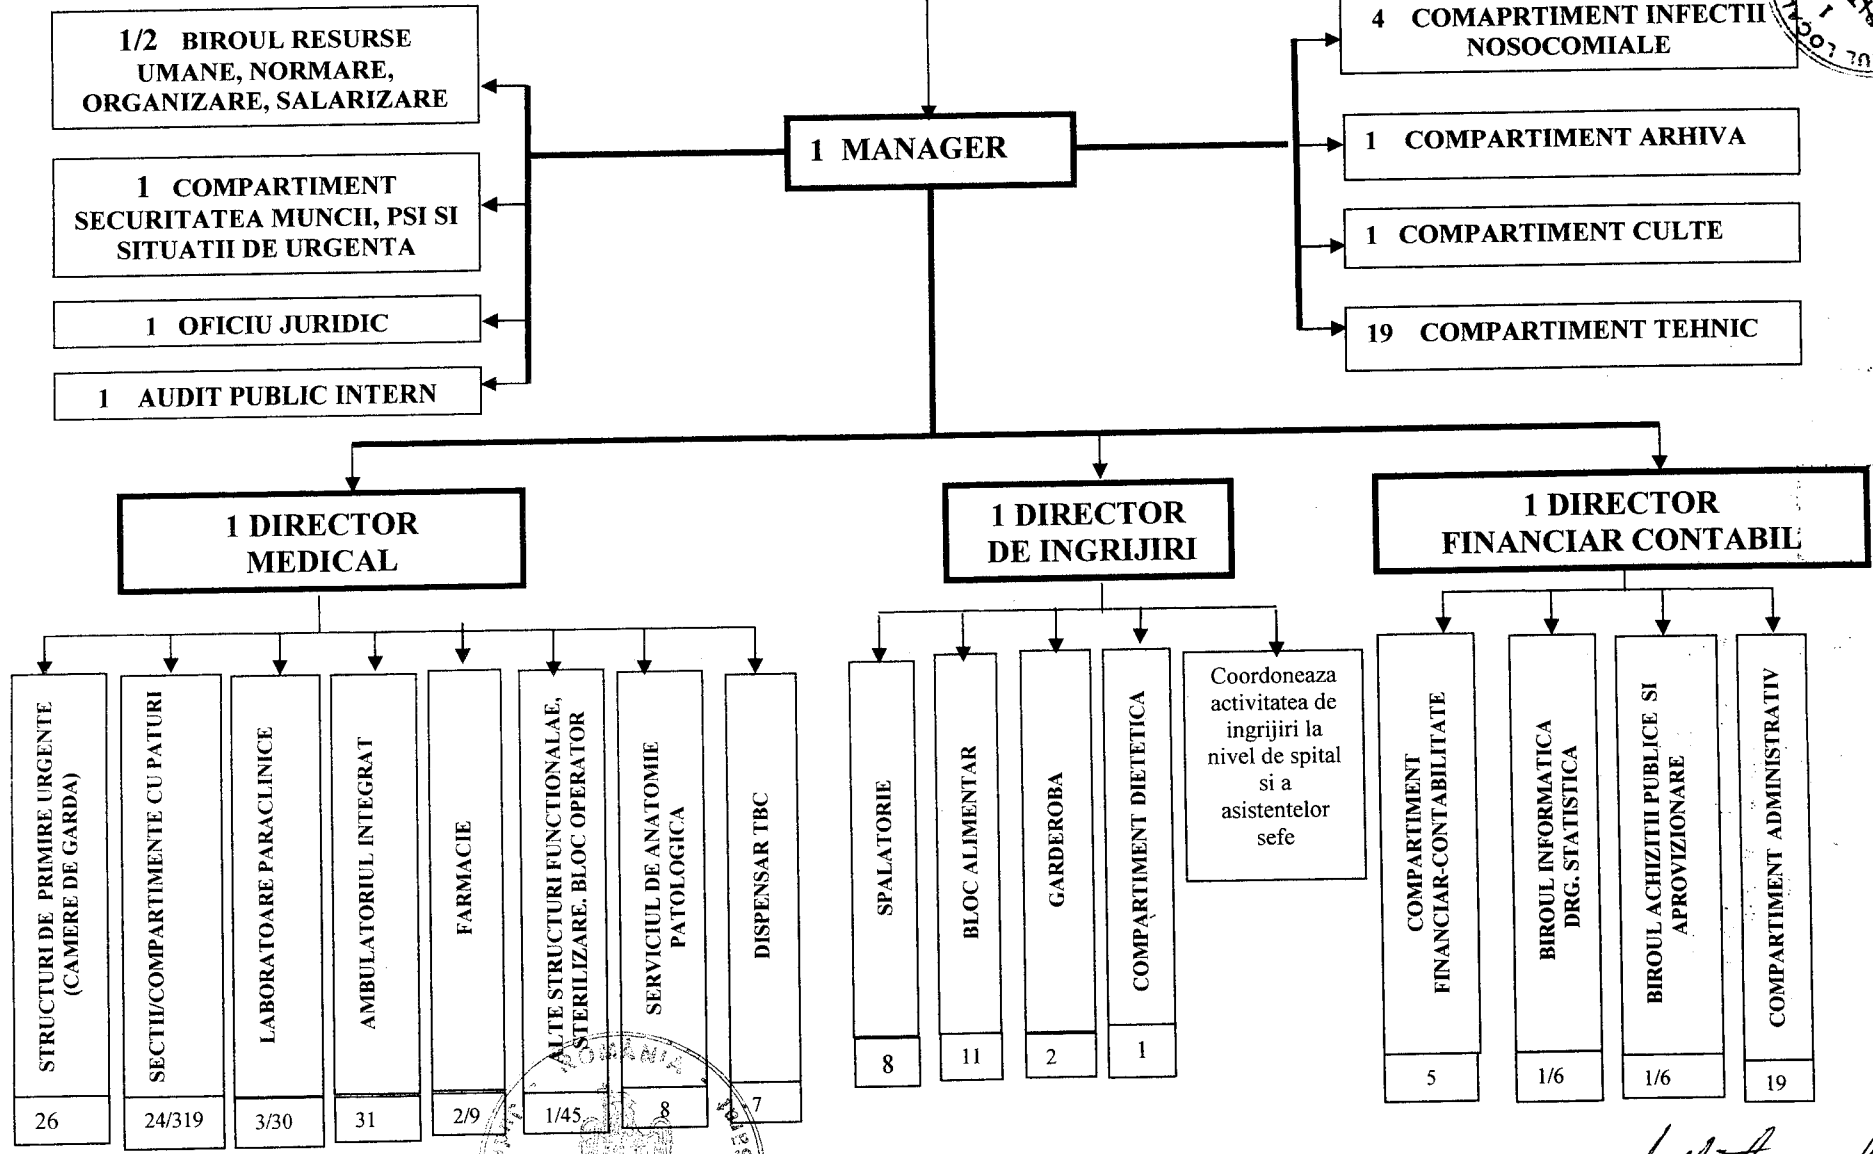 1/2 BIROUL RESURSE
UMANE, NORMARE,
ORGANIZARE, SALARIZARE
1 COMPARTIMENT
SECURITATEA MUNCII, PSI SI
SITUATII DE URGENTA
1 OFICIU JURIDIC
1 AUDIT PUBLIC INTERN
1 MANAGER
4 COMAPRTIMENT INFECTII
NOSOCOMIALE
1 COMPARTIMENT ARHIVA
1 COMPARTIMENT CULTE
19 COMPARTIMENT TEHNIC
1 DIRECTOR
MEDICAL
1 DIRECTOR
DE INGRIJIRI
1 DIRECTOR
FINANCIAR CONTABIL
STRUCTURI DE PRIMIRE URGENTE
(CAMERE DE GARDA)
26
SECTII/COMPARTIMENTE CU PATURI
24/319
LABORATOARE PARACLINICE
3/30
AMBULATORIUL INTEGRAT
31
FARMACIE
2/9
ALTE STRUCTURI FUNCTIONALAE,
STERILIZARE. BLOC OPERATOR
1/45
SERVICIUL DE ANATOMIE
PATOLOGICA
8
DISPENSAR TBC
7
SPALATORIE
8
BLOC ALIMENTAR
11
GARDEROBA
2
COMPARTIMENT DIETETICA
1
Coordoneaza
activitatea de
ingrijiri la
nivel de spital
si a
asistentelor
sefe
COMPARTIMENT
FINANCIAR-CONTABILITATE
5
BIROUL INFORMATICA
DRG. STATISTICA
1/6
BIROUL ACHIZITII PUBLICE SI
APROVIZIONARE
1/6
COMPARTIMENT ADMINISTRATIV
19
ROMÂNIA